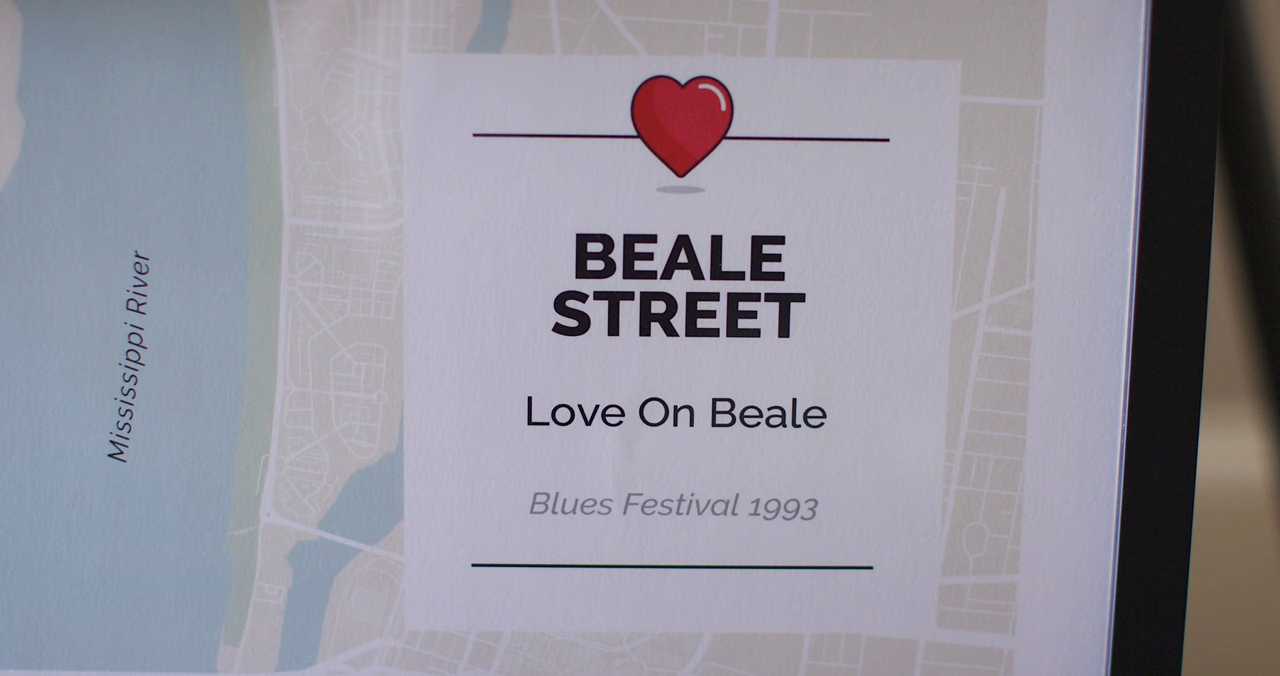 Mississippi River
BEALE
STREET
Love On Beale
Blues Festival 1993